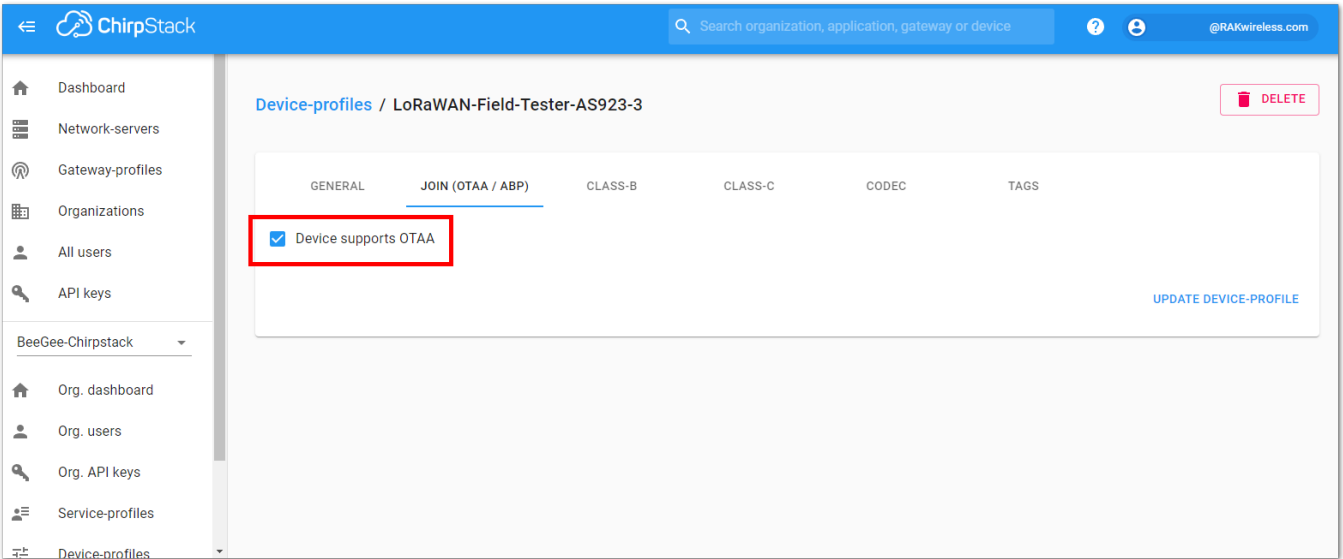 ChirpStack
Search organization, application, gateway or device
?
@RAKwireless.com
Dashboard
Network-servers
Gateway-profiles
Organizations
All users
API keys
BeeGee-Chirpstack
Org. dashboard
Org. users
Org. API keys
Service-profiles
Device-profiles
Device-profiles / LoRaWAN-Field-Tester-AS923-3
DELETE
GENERAL JOIN (OTAA / ABP) CLASS-B CLASS-C CODEC TAGS
Device supports OTAA
UPDATE DEVICE-PROFILE